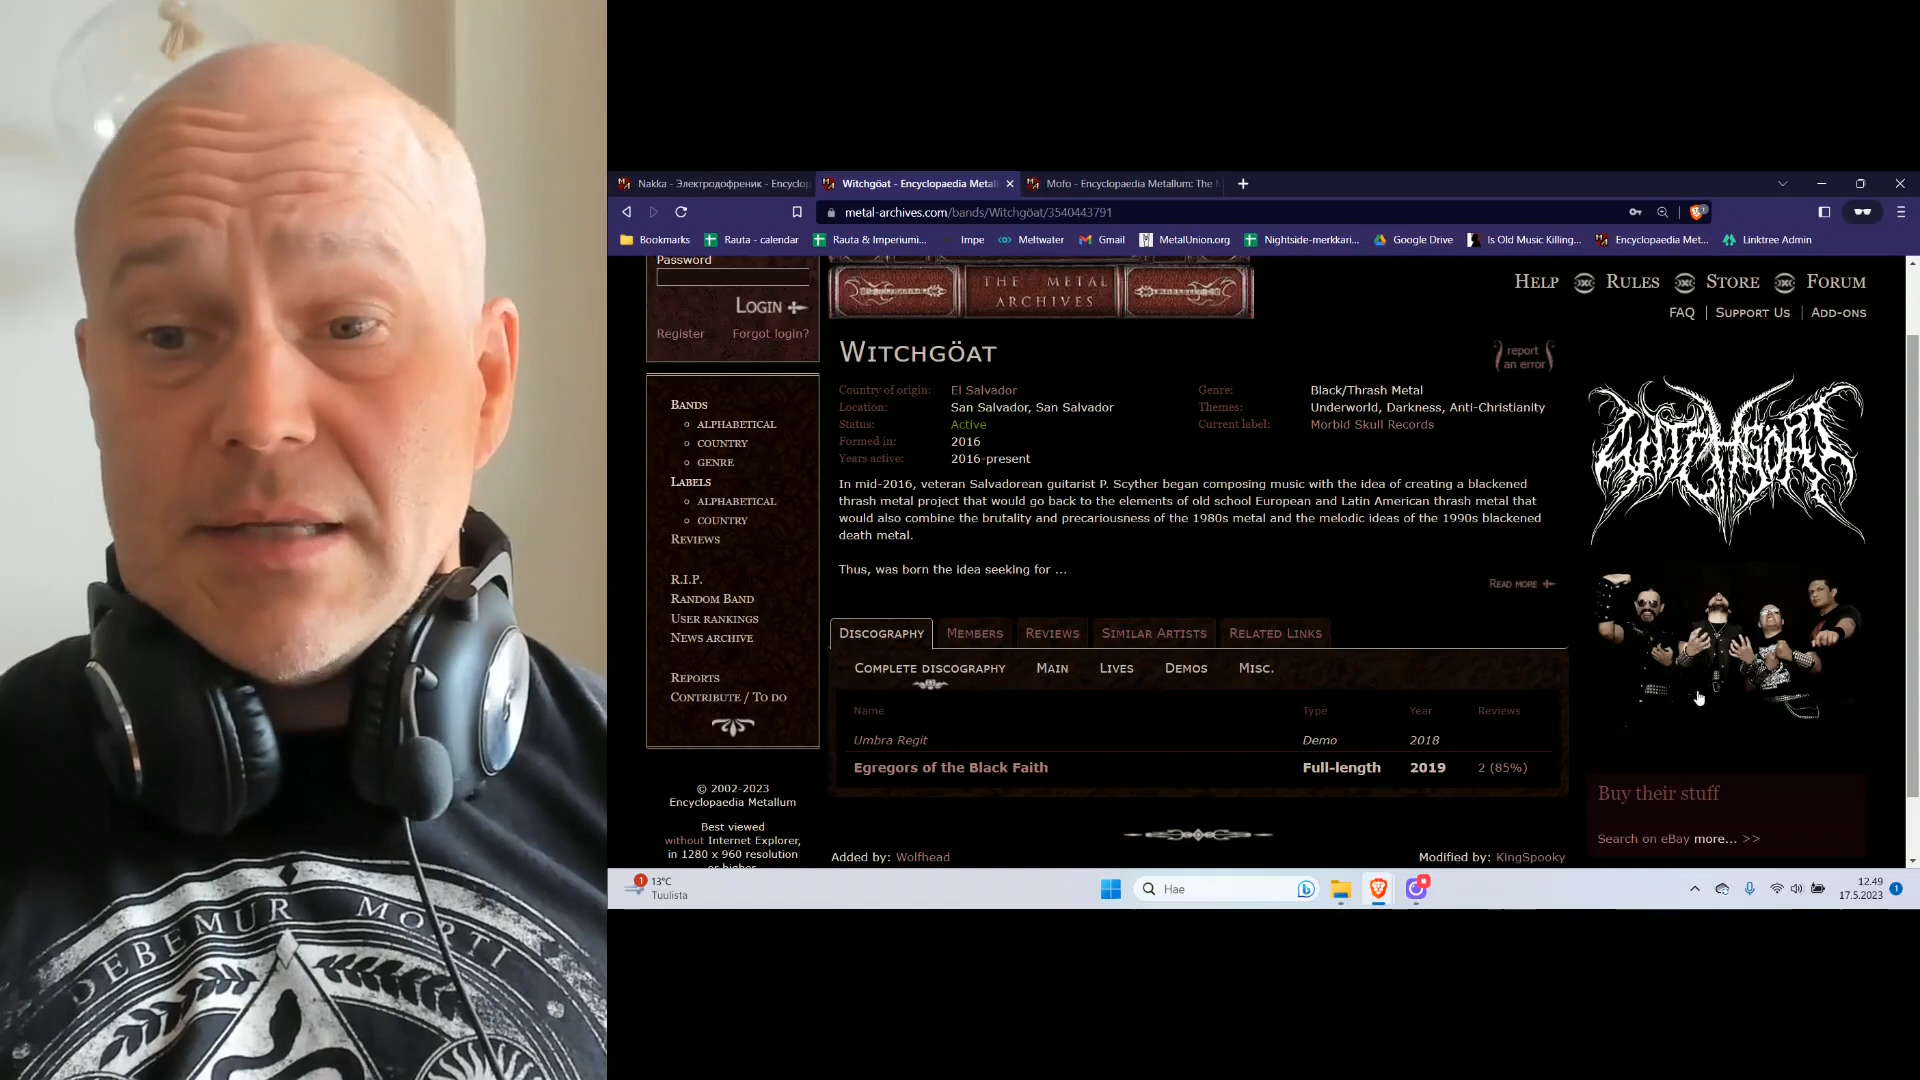 DEBEMUR MORTI
Nakka - Электродофреник - Encyclop
Witchgöat - Encyclopaedia Metall
Mofo - Encyclopaedia Metallum: The M
metal-archives.com/bands/Witchgöat/3540443791
Bookmarks
Rauta - calendar
Rauta & Imperiumi...
Impe
Meltwater
Gmail
MetalUnion.org
Nightside-merkkari...
Google Drive
Is Old Music Killing...
Encyclopaedia Met...
Linktree Admin
Password
LOGIN
Register
Forgot login?
THE METAL
ARCHIVES
HELP
RULES
STORE
FORUM
FAQ | SUPPORT US | ADD-ONS
WITCHGÖAT
report
an error
Country of origin: El Salvador
Location: San Salvador, San Salvador
Status: Active
Formed in: 2016
Years active: 2016-present
Genre: Black/Thrash Metal
Themes: Underworld, Darkness, Anti-Christianity
Current label: Morbid Skull Records
In mid-2016, veteran Salvadorean guitarist P. Scyther began composing music with the idea of creating a blackened
thrash metal project that would go back to the elements of old school European and Latin American thrash metal that
would also combine the brutality and precariousness of the 1980s metal and the melodic ideas of the 1990s blackened
death metal.
Thus, was born the idea seeking for ...
READ MORE
WITCHGÖAT
BANDS
ALPHABETICAL
COUNTRY
GENRE
LABELS
ALPHABETICAL
COUNTRY
REVIEWS
R.I.P.
RANDOM BAND
USER RANKINGS
NEWS ARCHIVE
REPORTS
CONTRIBUTE / TO DO
DISCOGRAPHY
MEMBERS
REVIEWS
SIMILAR ARTISTS
RELATED LINKS
COMPLETE DISCOGRAPHY
MAIN
LIVES
DEMOS
MISC.
Name Type Year Reviews
Umbra Regit Demo 2018
Egregors of the Black Faith Full-length 2019 2 (85%)
© 2002-2023
Encyclopaedia Metallum
Best viewed
without Internet Explorer,
in 1280 x 960 resolution
or higher
Added by: Wolfhead
Modified by: KingSpooky
Buy their stuff
Search on eBay more... >>
1
13°C
Tuulista
Hae
12.49
17.5.2023
1